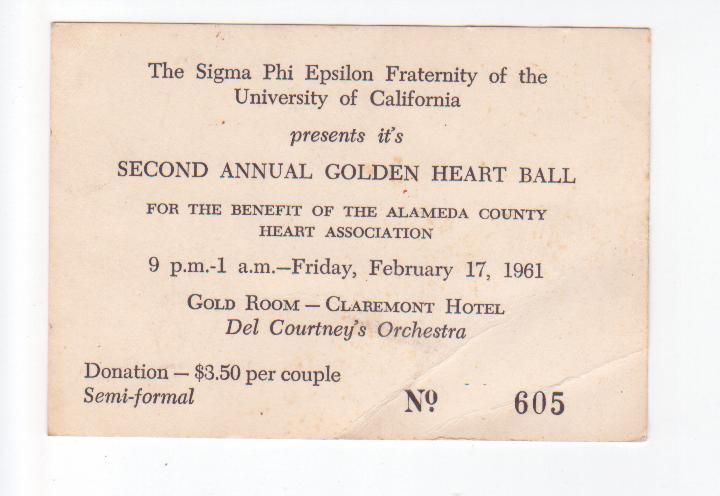 The Sigma Phi Epsilon Fraternity of the
University of California
presents it's
SECOND ANNUAL GOLDEN HEART BALL
FOR THE BENEFIT OF THE ALAMEDA COUNTY
HEART ASSOCIATION
9 p.m.-1 a.m.—Friday, February 17, 1961
GOLD ROOM — CLAREMONT HOTEL
Del Courtney's Orchestra
Donation — $3.50 per couple
Semi-formal
Nº 605